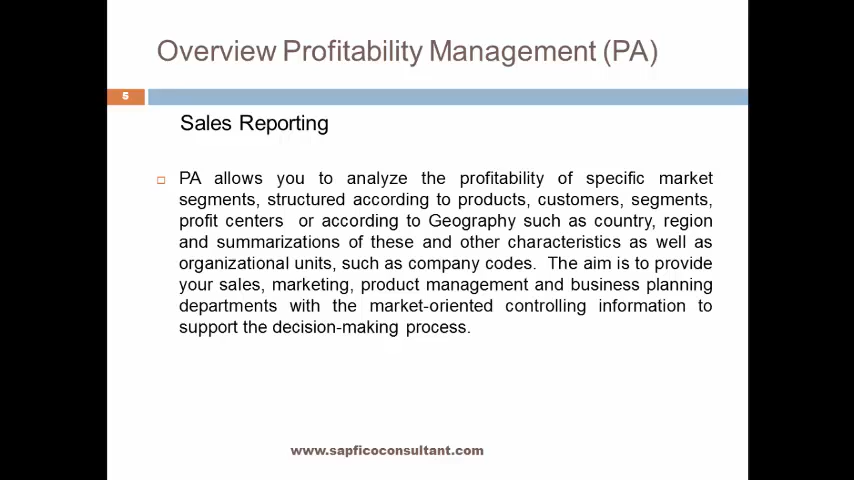 Overview Profitability Management (PA)
5
Sales Reporting
PA allows you to analyze the profitability of specific market
segments, structured according to products, customers, segments,
profit centers or according to Geography such as country, region
and summarizations of these and other characteristics as well as
organizational units, such as company codes. The aim is to provide
your sales, marketing, product management and business planning
departments with the market-oriented controlling information to
support the decision-making process.
www.sapficoconsultant.com